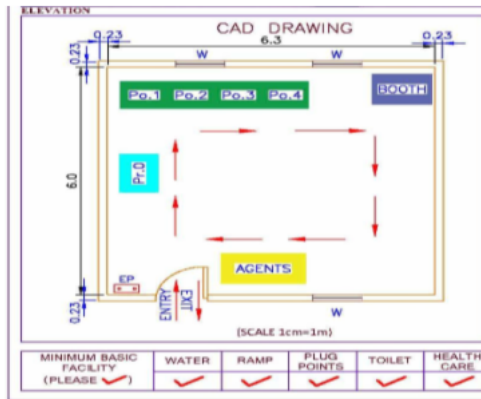 ELEVATION
CAD DRAWING
0.23
6.3
0.23
W
W
0.23
Po.1 Po.2 Po.3 Po.4
BOOTH
6.0
Pr.O
AGENTS
EP
0.23
ENTRY
EXIT
W
(SCALE 1cm=1m)
MINIMUM BASIC FACILITY (PLEASE ✓)
WATER
RAMP
PLUG POINTS
TOILET
HEALTH CARE
✓ ✓ ✓ ✓ ✓